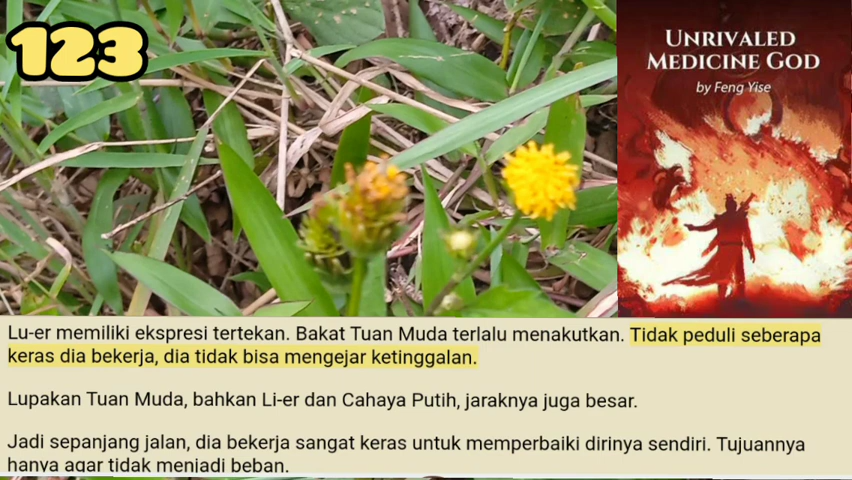 123
UNRIVALED
MEDICINE GOD
by Feng Yise
Lu-er memiliki ekspresi tertekan. Bakat Tuan Muda terlalu menakutkan. Tidak peduli seberapa
keras dia bekerja, dia tidak bisa mengejar ketinggalan.
Lupakan Tuan Muda, bahkan Li-er dan Cahaya Putih, jaraknya juga besar.
Jadi sepanjang jalan, dia bekerja sangat keras untuk memperbaiki dirinya sendiri. Tujuannya
hanya agar tidak menjadi beban.